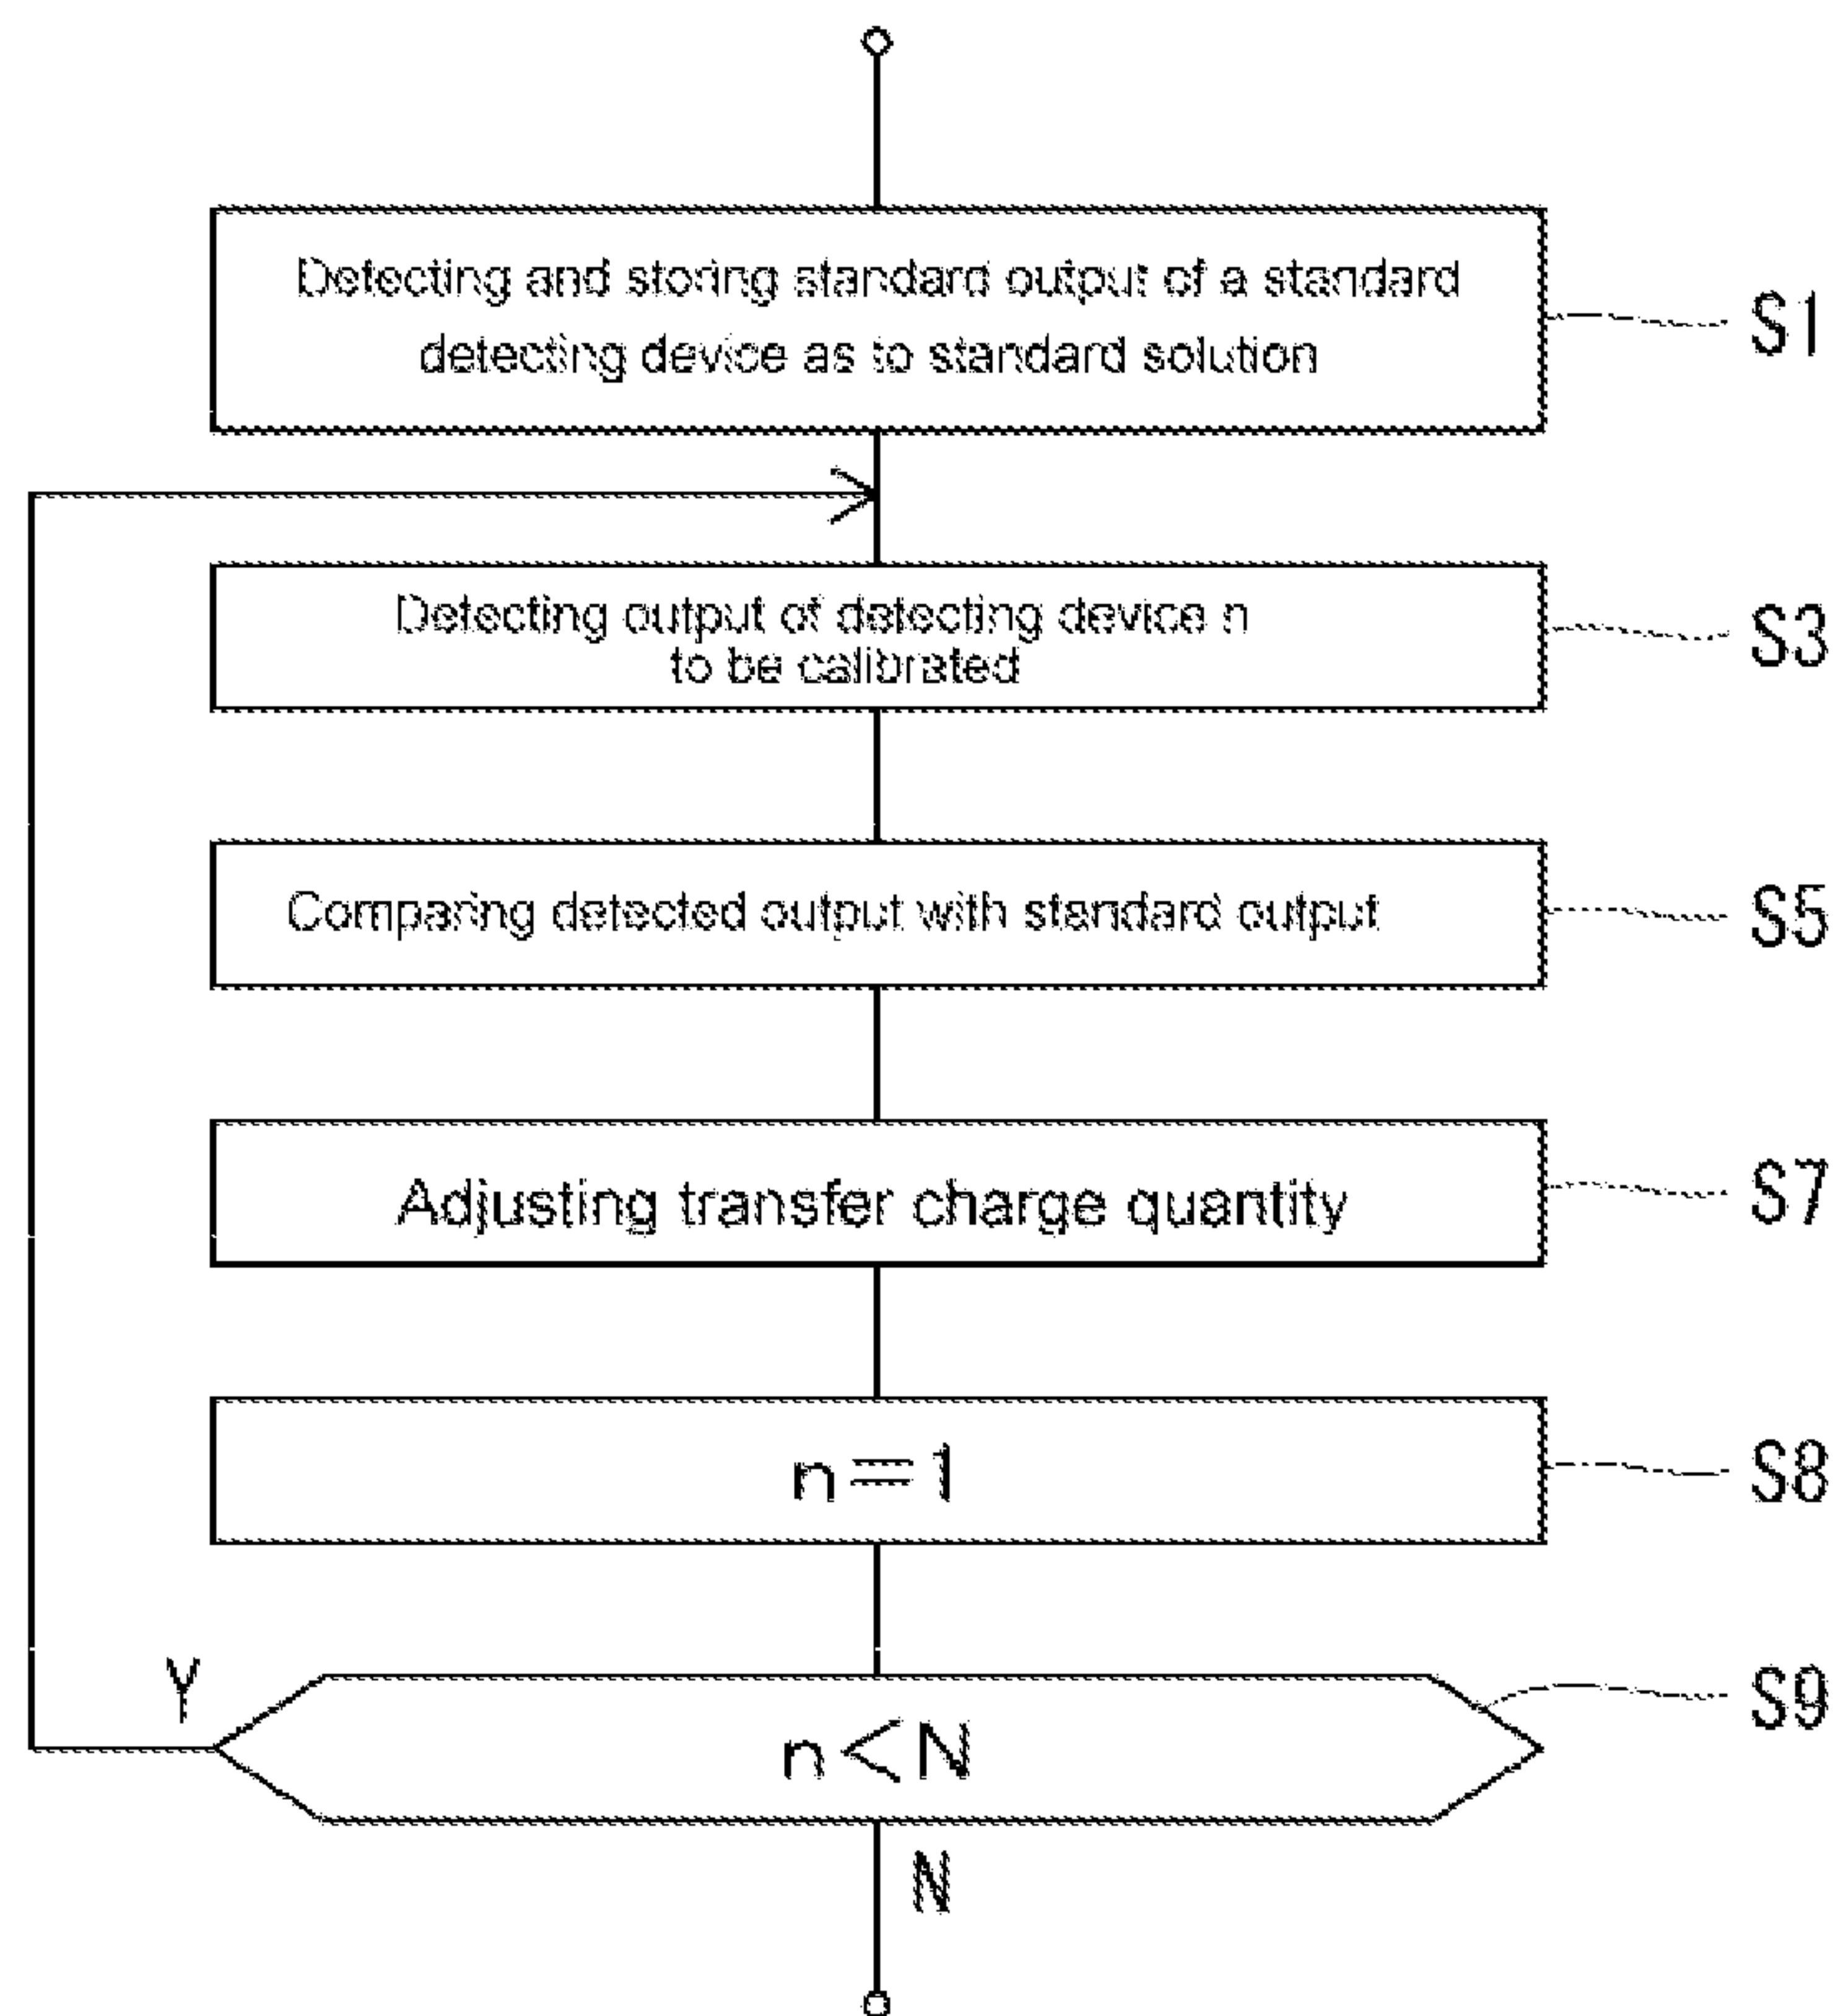 Detecting and storing standard output of a standard
detecting device as to standard solution
S1
Detecting output of detecting device n
to be calibrated
S3
Comparing detected output with standard output
S5
Adjusting transfer charge quantity
S7
n=1
S8
Y
n<N
S9
N